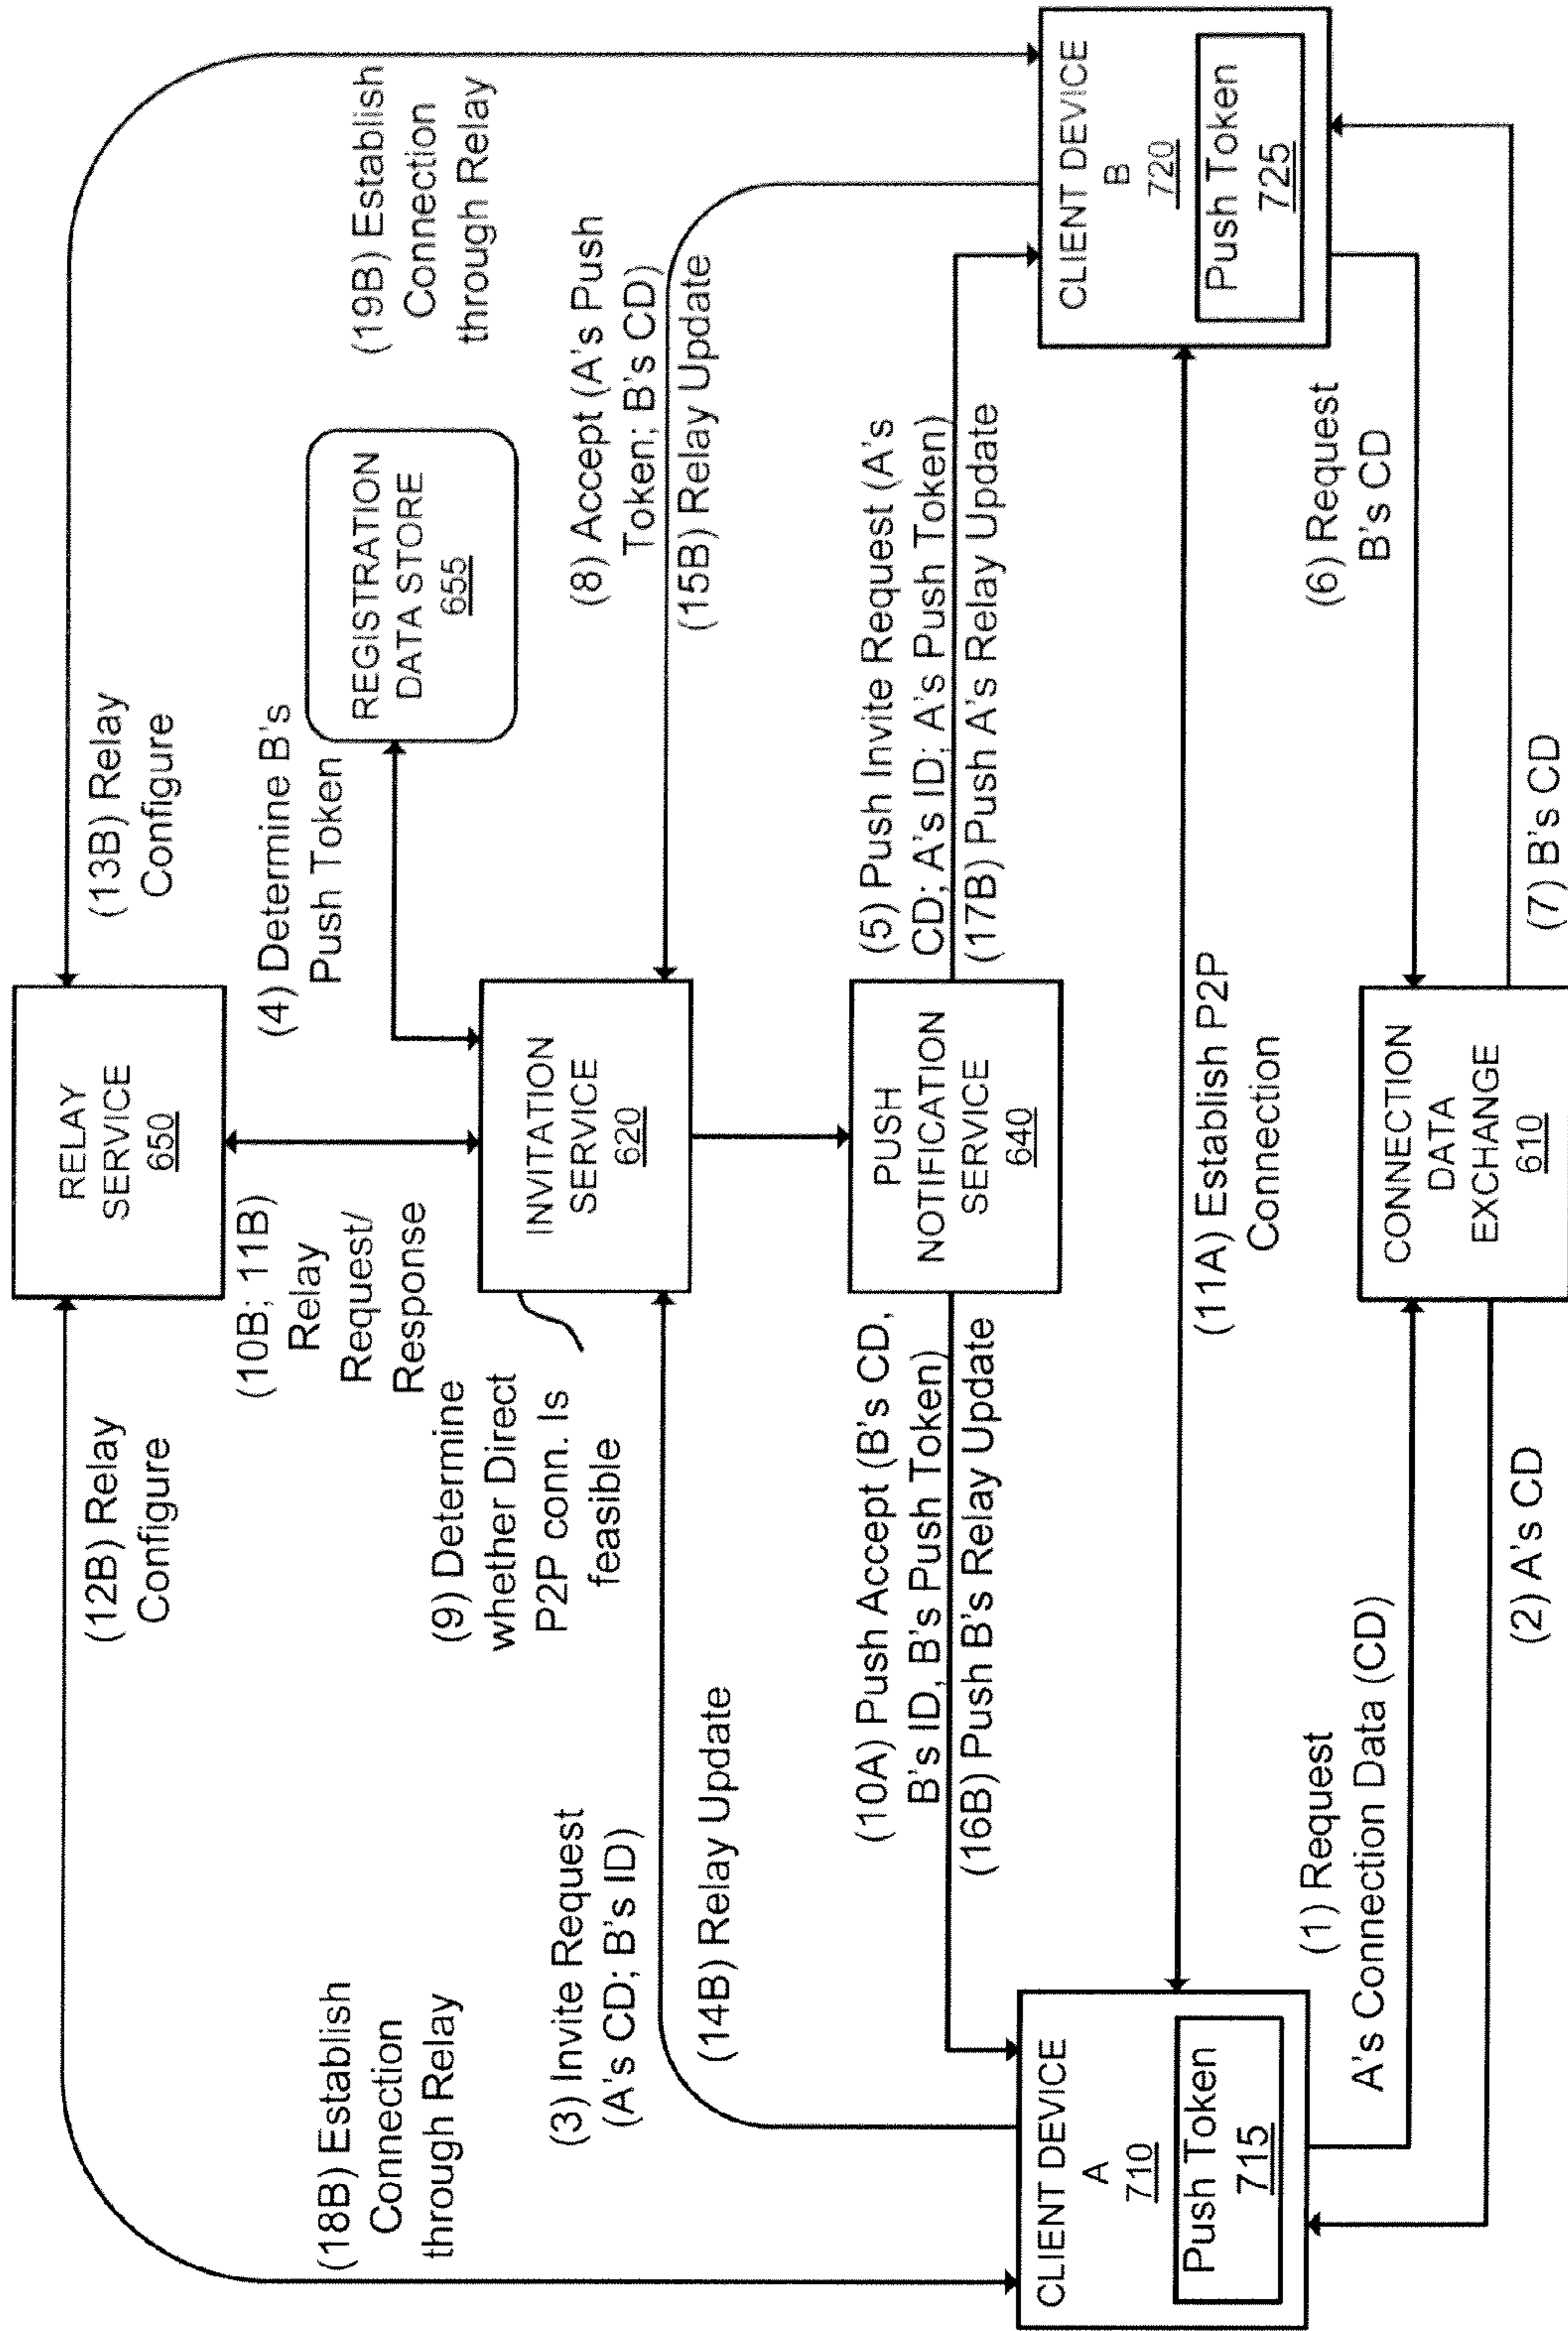 (18B) Establish
Connection
through Relay
(12B) Relay
Configure
RELAY
SERVICE
650
(13B) Relay
Configure
(19B) Establish
Connection
through Relay
(10B; 11B)
Relay
Request/
Response
(4) Determine B's
Push Token
REGISTRATION
DATA STORE
655
(9) Determine
whether Direct
P2P conn. Is
feasible
(3) Invite Request
(A's CD; B's ID)
(14B) Relay Update
INVITATION
SERVICE
620
(8) Accept (A's Push
Token; B's CD)
(15B) Relay Update
(10A) Push Accept (B's CD,
B's ID, B's Push Token)
(16B) Push B's Relay Update
PUSH
NOTIFICATION
SERVICE
640
(5) Push Invite Request (A's
CD; A's ID; A's Push Token)
(17B) Push A's Relay Update
CLIENT DEVICE
A
710
Push Token
715
(11A) Establish P2P
Connection
CLIENT DEVICE
B
720
Push Token
725
(1) Request
A's Connection Data (CD)
(2) A's CD
CONNECTION
DATA
EXCHANGE
610
(6) Request
B's CD
(7) B's CD